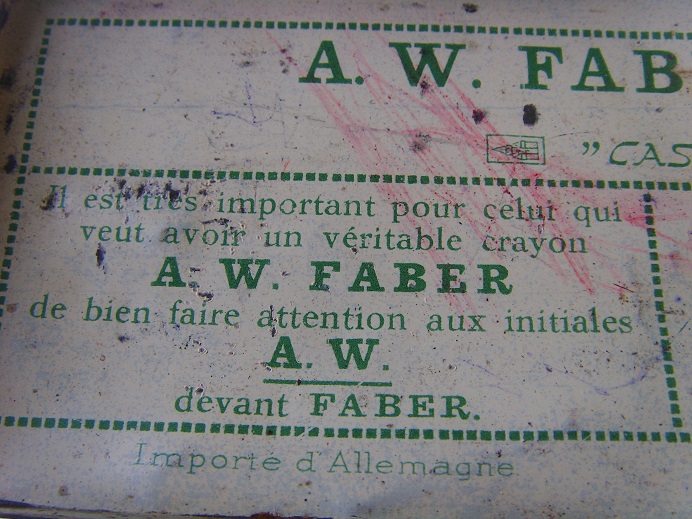 A. W. FAB
" CAS
Il est très important pour celui qui
veut avoir un véritable crayon
A. W. FABER
de bien faire attention aux initiales
A. W.
devant FABER.
Importé d'Allemagne